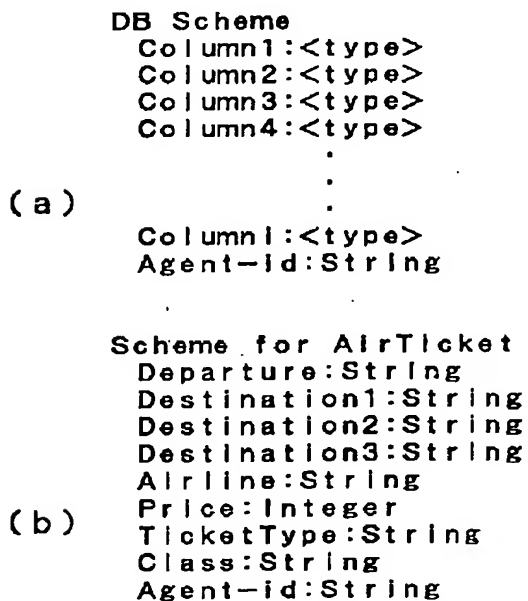 DB Scheme
Column1:<type>
Column2:<type>
Column3:<type>
Column4:<type>
.
.
(a)
.
Columni:<type>
Agent-id:String
Scheme for AirTicket
Departure:String
Destination1:String
Destination2:String
Destination3:String
Airline:String
Price:Integer
(b)
TicketType:String
Class:String
Agent-id:String